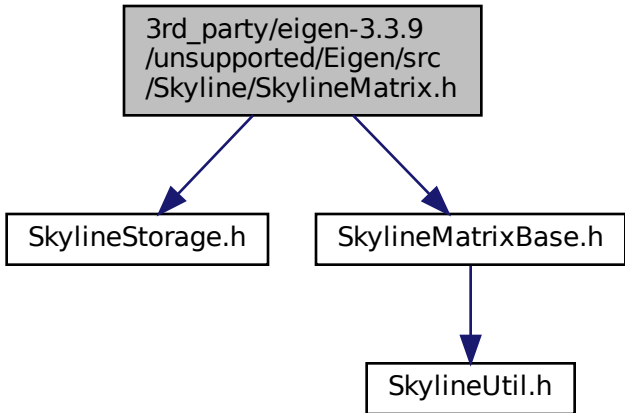 3rd_party/eigen-3.3.9
/unsupported/Eigen/src
/Skyline/SkylineMatrix.h
SkylineStorage.h
SkylineMatrixBase.h
SkylineUtil.h